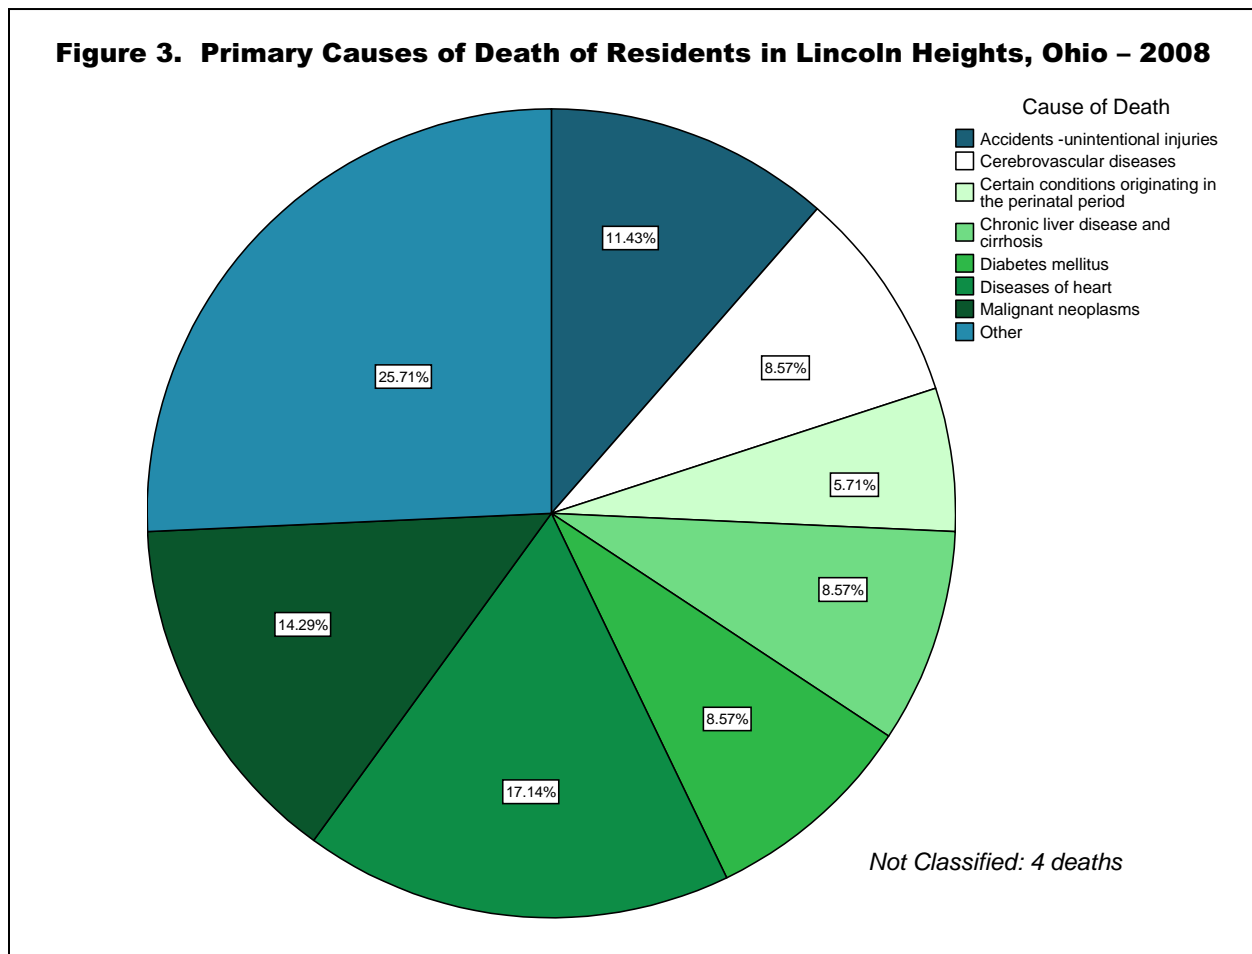 Figure 3. Primary Causes of Death of Residents in Lincoln Heights, Ohio – 2008
Cause of Death
Accidents -unintentional injuries
Cerebrovascular diseases
Certain conditions originating in
the perinatal period
Chronic liver disease and
cirrhosis
Diabetes mellitus
Diseases of heart
Malignant neoplasms
Other
11.43%
8.57%
25.71%
5.71%
8.57%
14.29%
8.57%
17.14%
Not Classified: 4 deaths